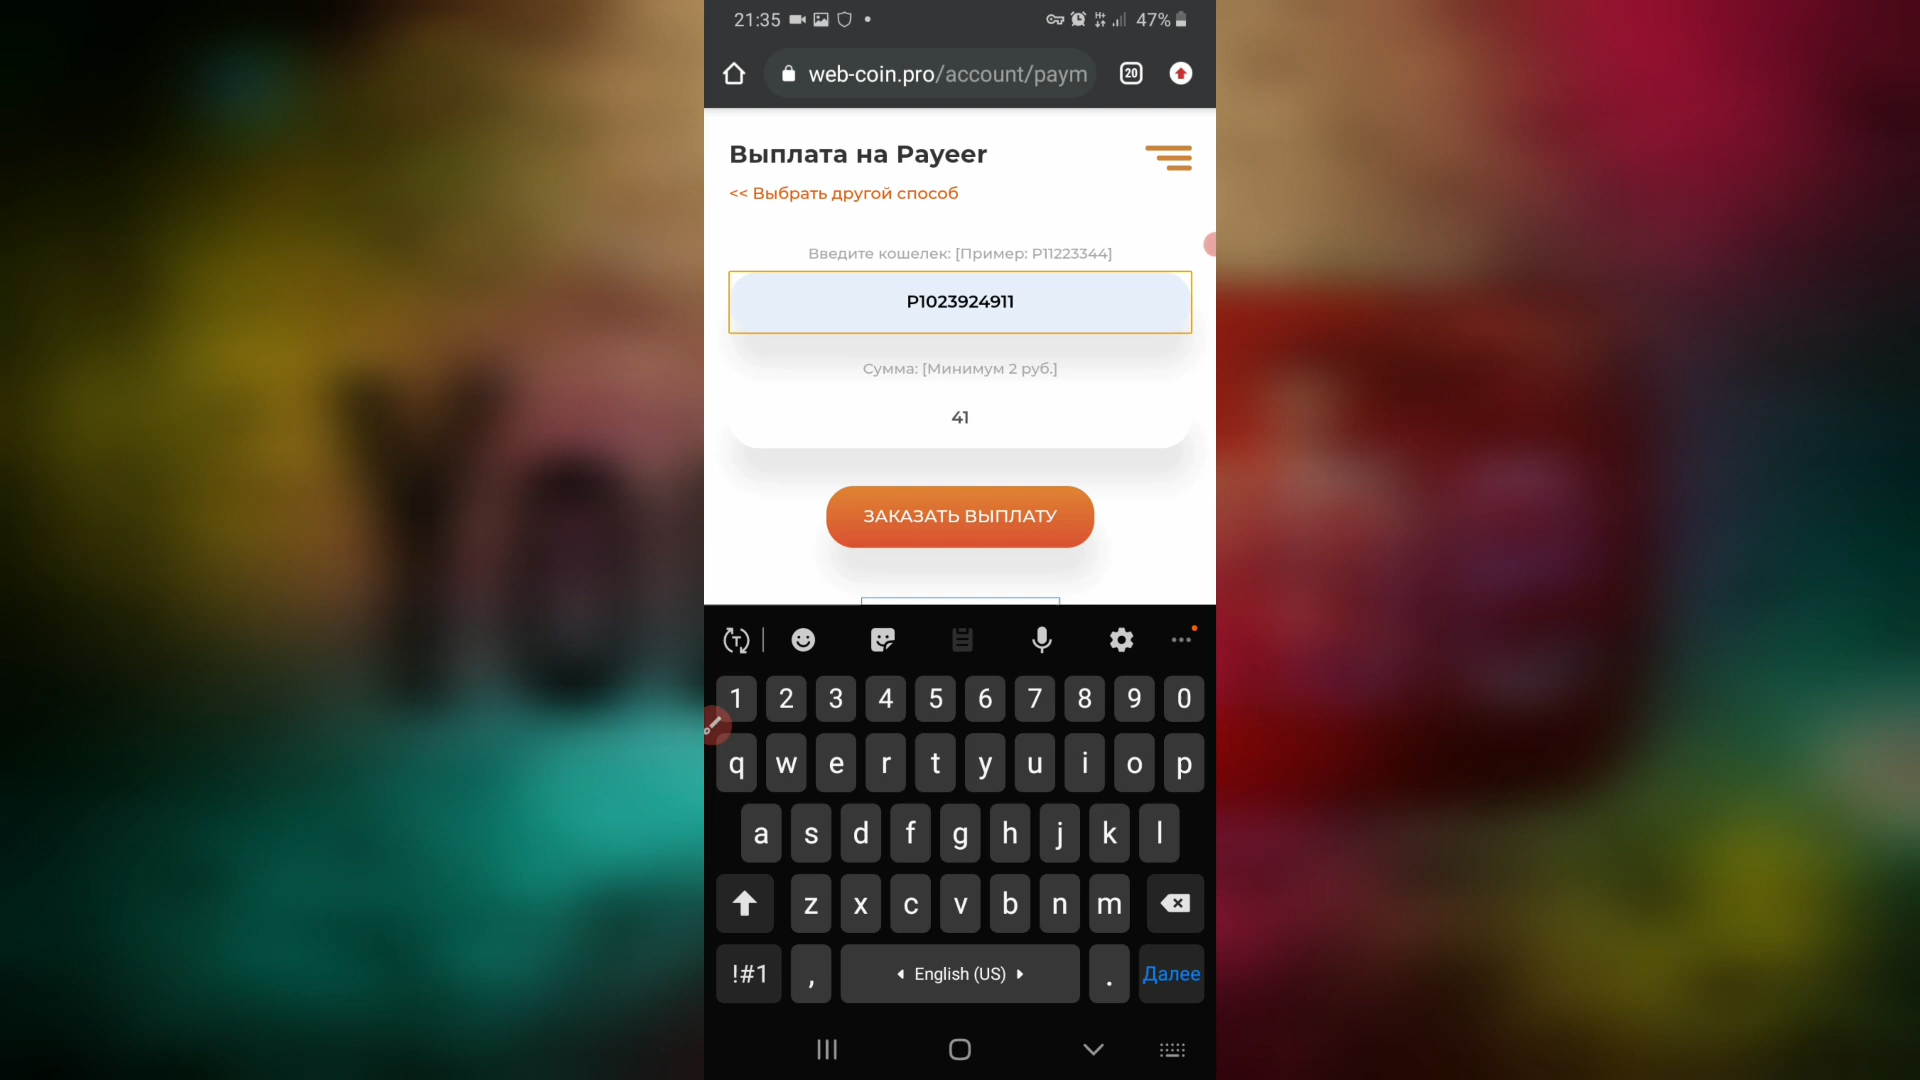 21:35
47%
20
web-coin.pro/account/paym
Выплата на Payeer
<< Выбрать другой способ
Введите кошелек: [Пример: P11223344]
P1023924911
Сумма: [Минимум 2 руб.]
41
ЗАКАЗАТЬ ВЫПЛАТУ
1 2 3 4 5 6 7 8 9 0
q w e r t y u i o p
a s d f g h j k l
z x c v b n m
!#1 , English (US) . Далее